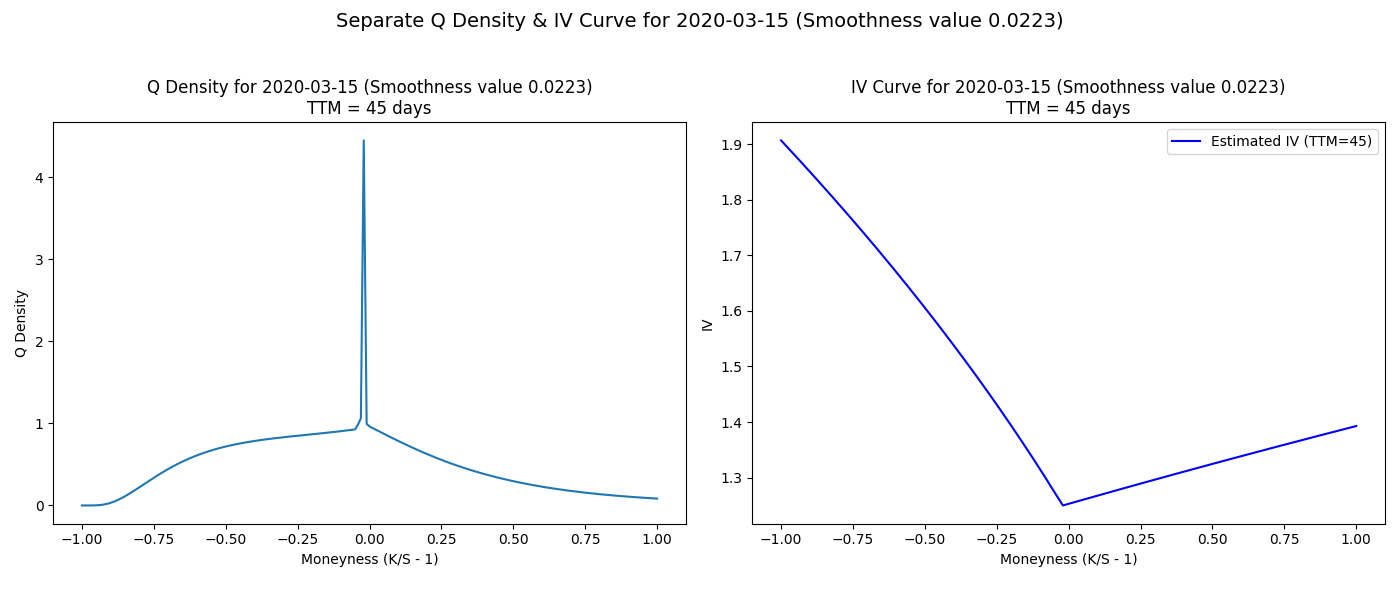 Separate Q Density & IV Curve for 2020-03-15 (Smoothness value 0.0223)
Q Density for 2020-03-15 (Smoothness value 0.0223)
TTM = 45 days
Q Density
4
3
2
1
0
−1.00 −0.75 −0.50 −0.25 0.00 0.25 0.50 0.75 1.00
Moneyness (K/S - 1)
IV Curve for 2020-03-15 (Smoothness value 0.0223)
TTM = 45 days
Estimated IV (TTM=45)
IV
1.9
1.8
1.7
1.6
1.5
1.4
1.3
−1.00 −0.75 −0.50 −0.25 0.00 0.25 0.50 0.75 1.00
Moneyness (K/S - 1)